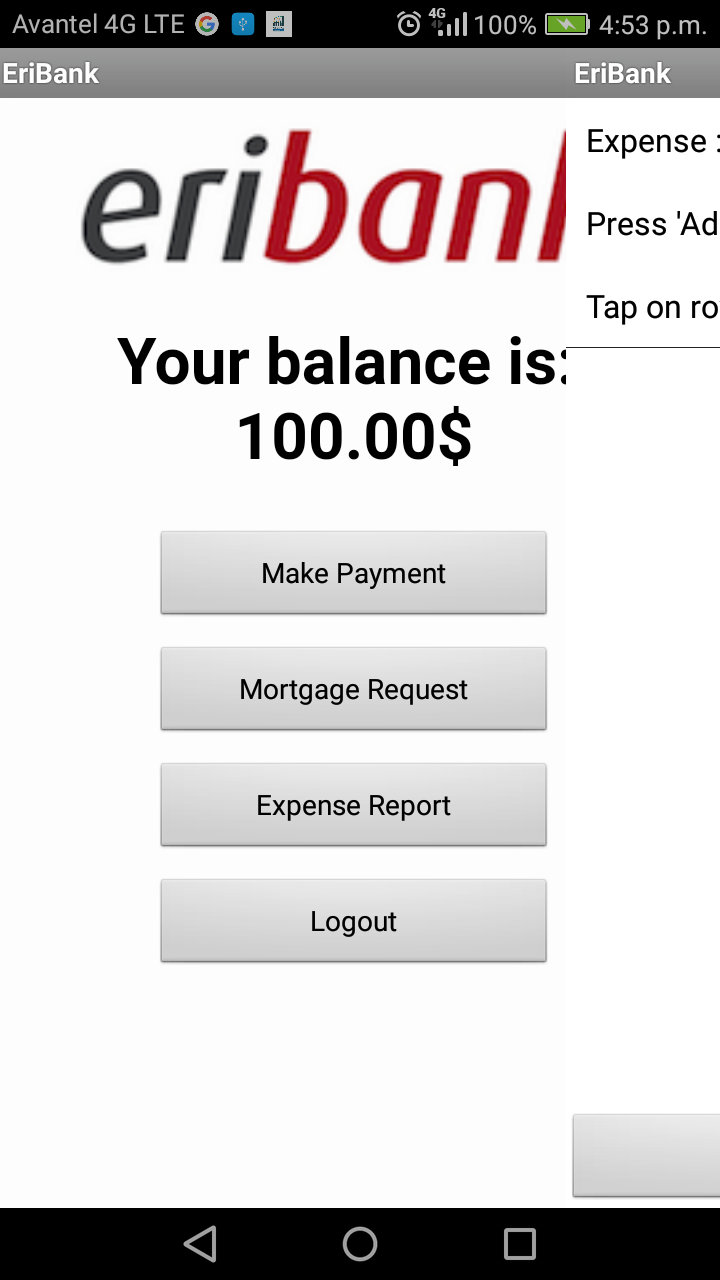 Avantel 4G LTE 4G 100% 4:53 p.m.
EriBank
eriban
Your balance is:
100.00$
Make Payment
Mortgage Request
Expense Report
Logout
EriBank
Expense :
Press 'Ad
Tap on ro